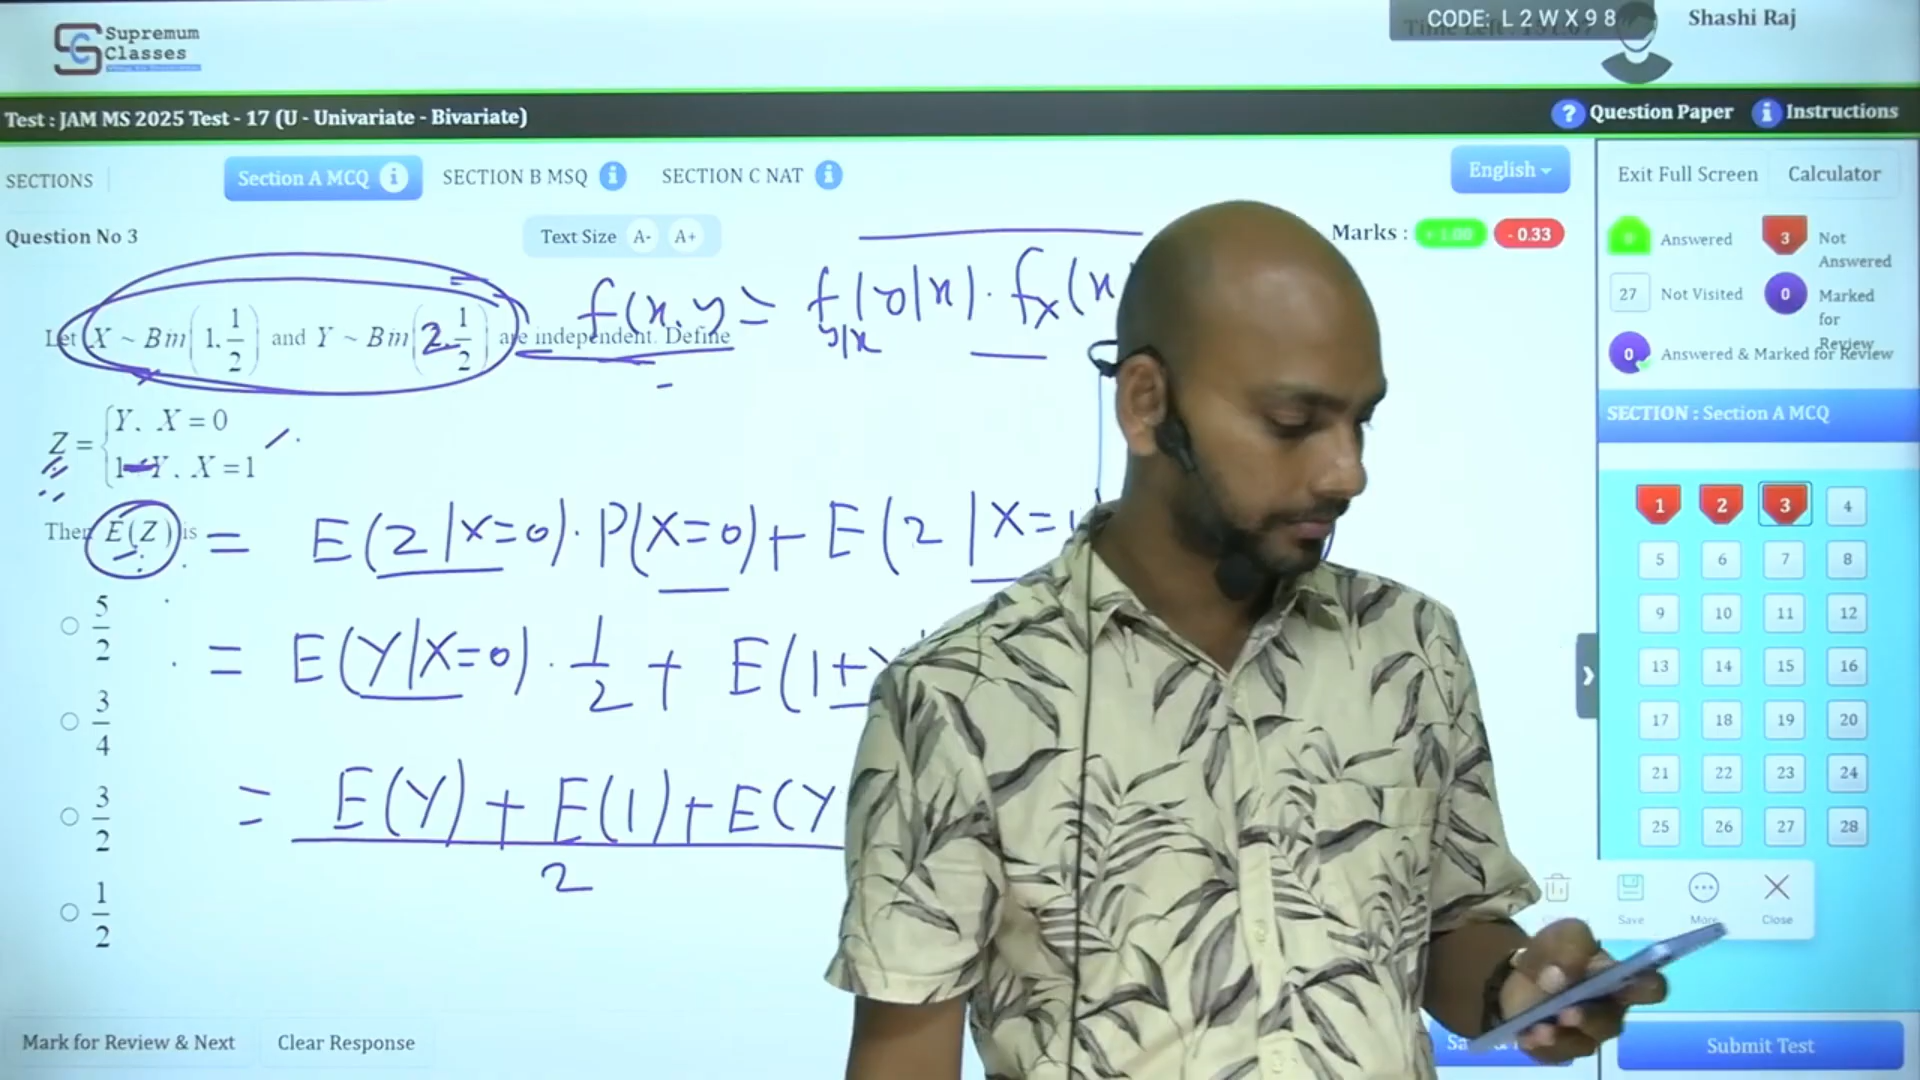 Supremum
Classes
CODE: L2WX98
Shashi Raj
Test : JAM MS 2025 Test - 17 (U - Univariate - Bivariate)
? Question Paper
i Instructions
SECTIONS
Section A MCQ i
SECTION B MSQ i
SECTION C NAT i
English
Exit Full Screen
Calculator
Question No 3
Text Size A- A+
Marks : + 1.00 - 0.33
Answered
3 Not Answered
27 Not Visited
0 Marked for Review
0 Answered & Marked for Review
f(x,y) = f y|x (y|x) · fX(x
Let X ~ Bin(1, 1/2) and Y ~ Bin(2, 1/2) are independent. Define
Z = { Y, X = 0
1 Y, X = 1
SECTION : Section A MCQ
Then E(Z) is = E(Z|X=0)·P(X=0)+E(Z|X=
= E(Y|X=0)·1/2 + E(1+
= E(Y)+E(1)+E(Y
2
5/2
3/4
3/2
1/2
1 2 3 4
5 6 7 8
9 10 11 12
13 14 15 16
17 18 19 20
21 22 23 24
25 26 27 28
Save More Close
Mark for Review & Next
Clear Response
Submit Test